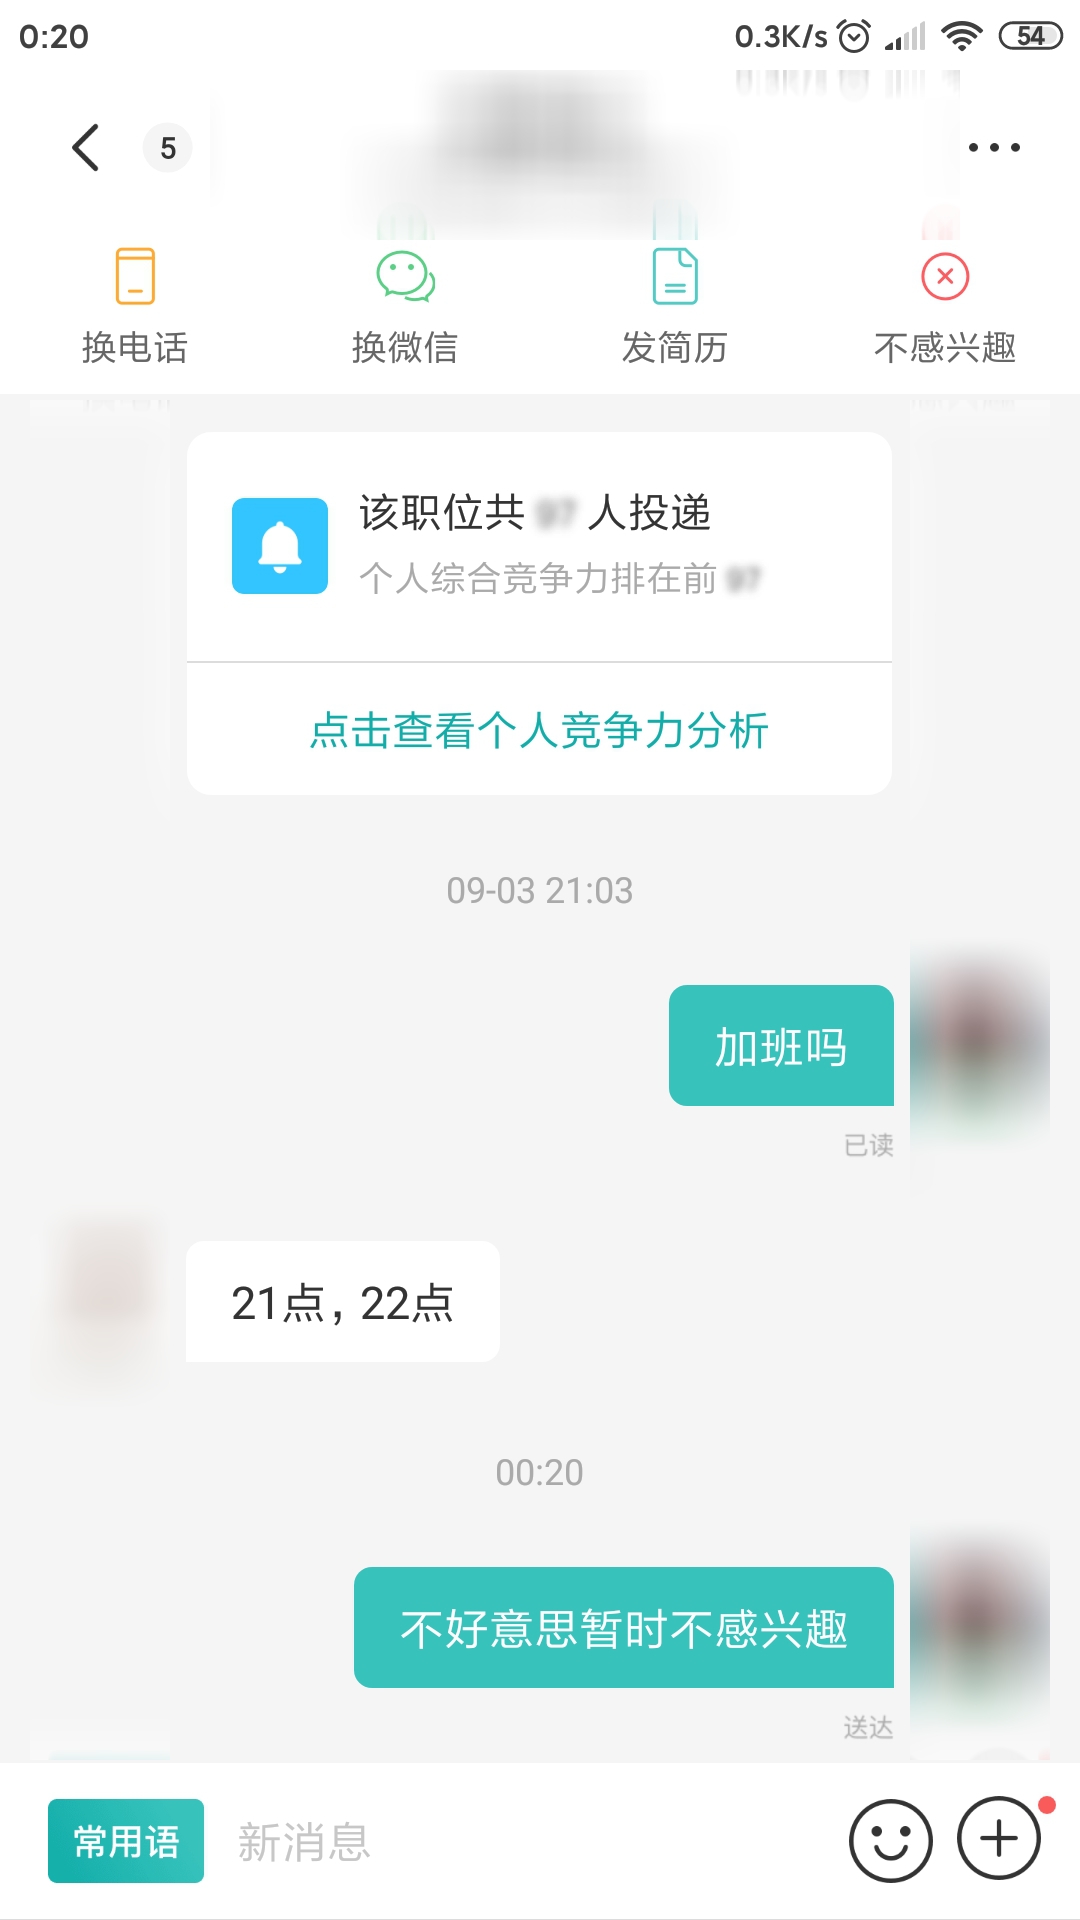 0:20
0.3K/s
54
5
换电话
换微信
发简历
不感兴趣
该职位共
人投递
个人综合竞争力排在前
点击查看个人竞争力分析
09-03 21:03
加班吗
已读
21点，22点
00:20
不好意思暂时不感兴趣
送达
常用语
新消息